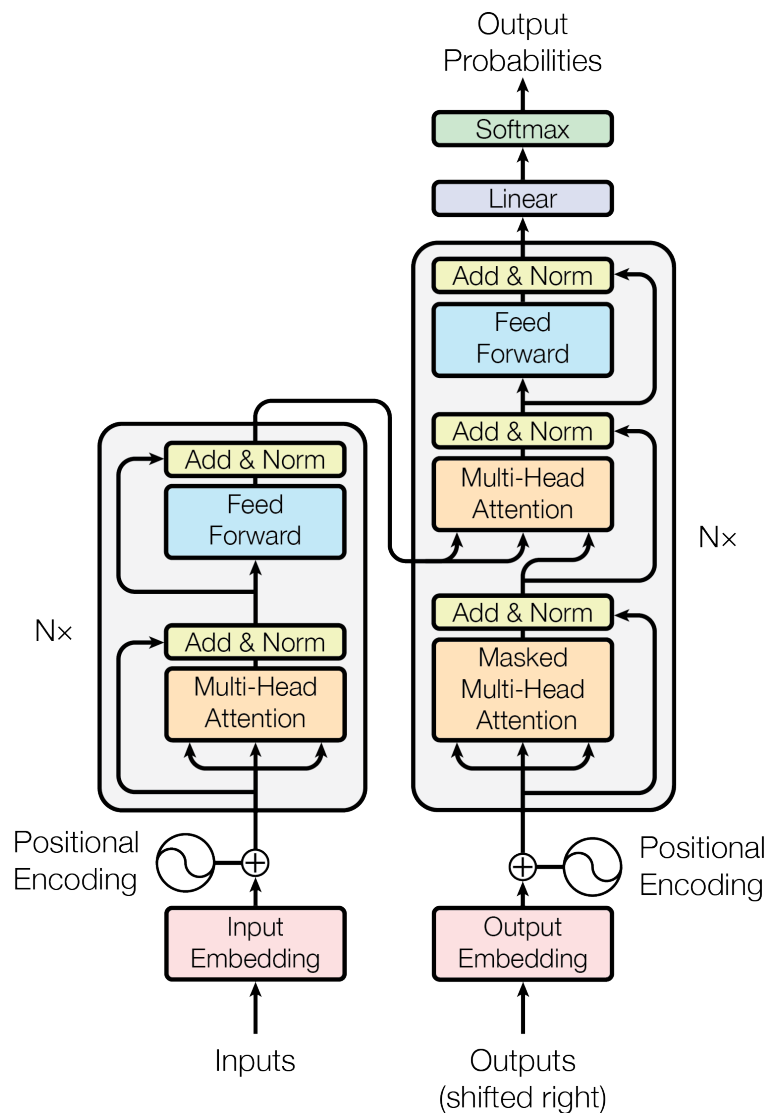 Output
Probabilities
Softmax
Linear
Add & Norm
Feed
Forward
Add & Norm
Multi-Head
Attention
Add & Norm
Masked
Multi-Head
Attention
Nx
Add & Norm
Feed
Forward
Add & Norm
Multi-Head
Attention
Nx
Positional
Encoding
Positional
Encoding
Input
Embedding
Output
Embedding
Inputs
Outputs
(shifted right)